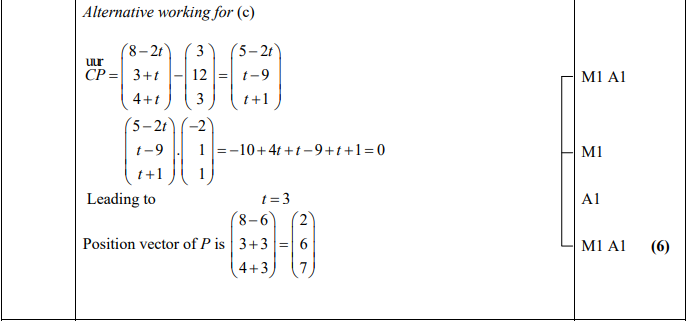 Alternative working for (c)
uur
CP = (8 – 2t, 3 + t, 4 + t) – (3, 12, 3) = (5 – 2t, t – 9, t + 1) M1 A1
(5 – 2t, t – 9, t + 1) . (–2, 1, 1) = –10 + 4t + t – 9 + t + 1 = 0 M1
Leading to t = 3 A1
Position vector of P is (8 – 6, 3 + 3, 4 + 3) = (2, 6, 7) M1 A1 (6)